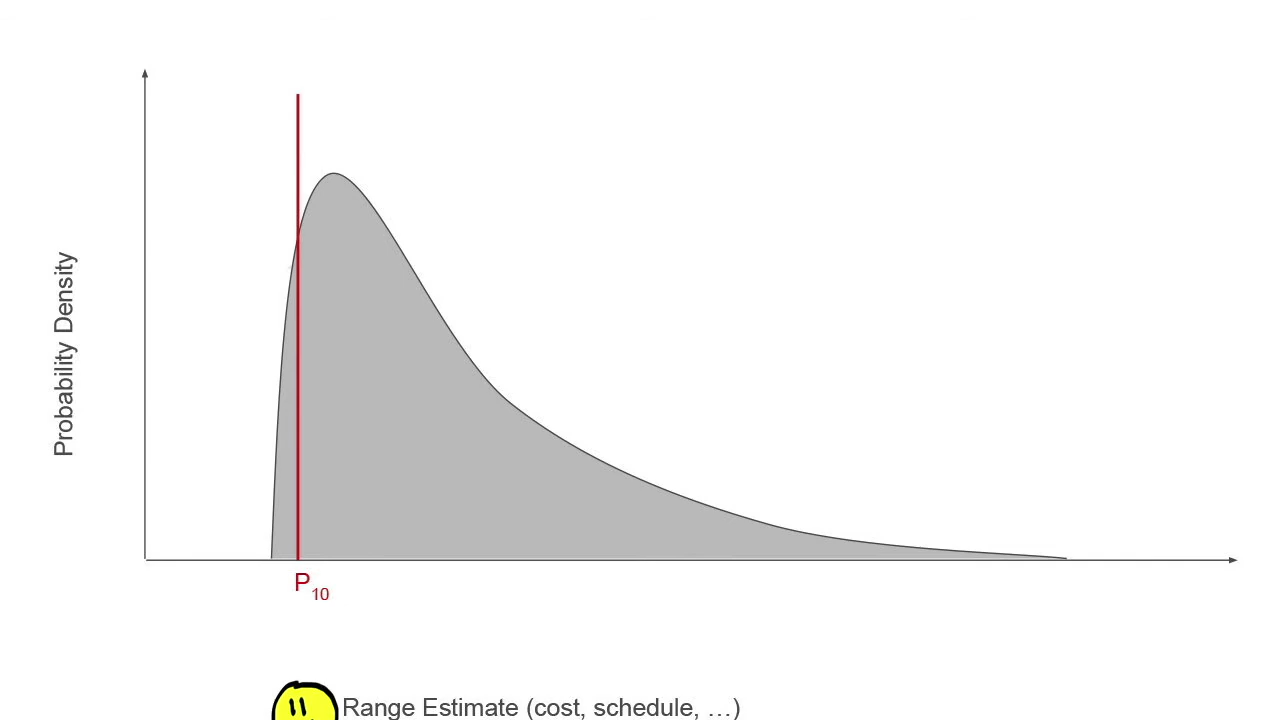 Probability Density
P10
Range Estimate (cost, schedule, …)